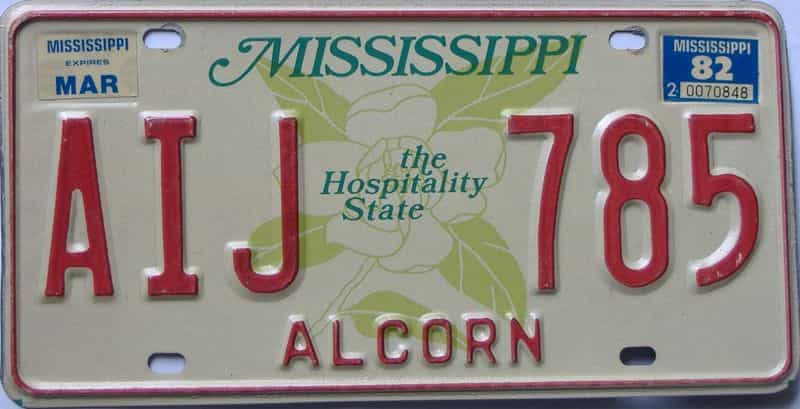 MISSISSIPPI
EXPIRES
MAR
MISSISSIPPI
MISSISSIPPI
82
2- 0070848
AIJ 785
the
Hospitality
State
ALCORN